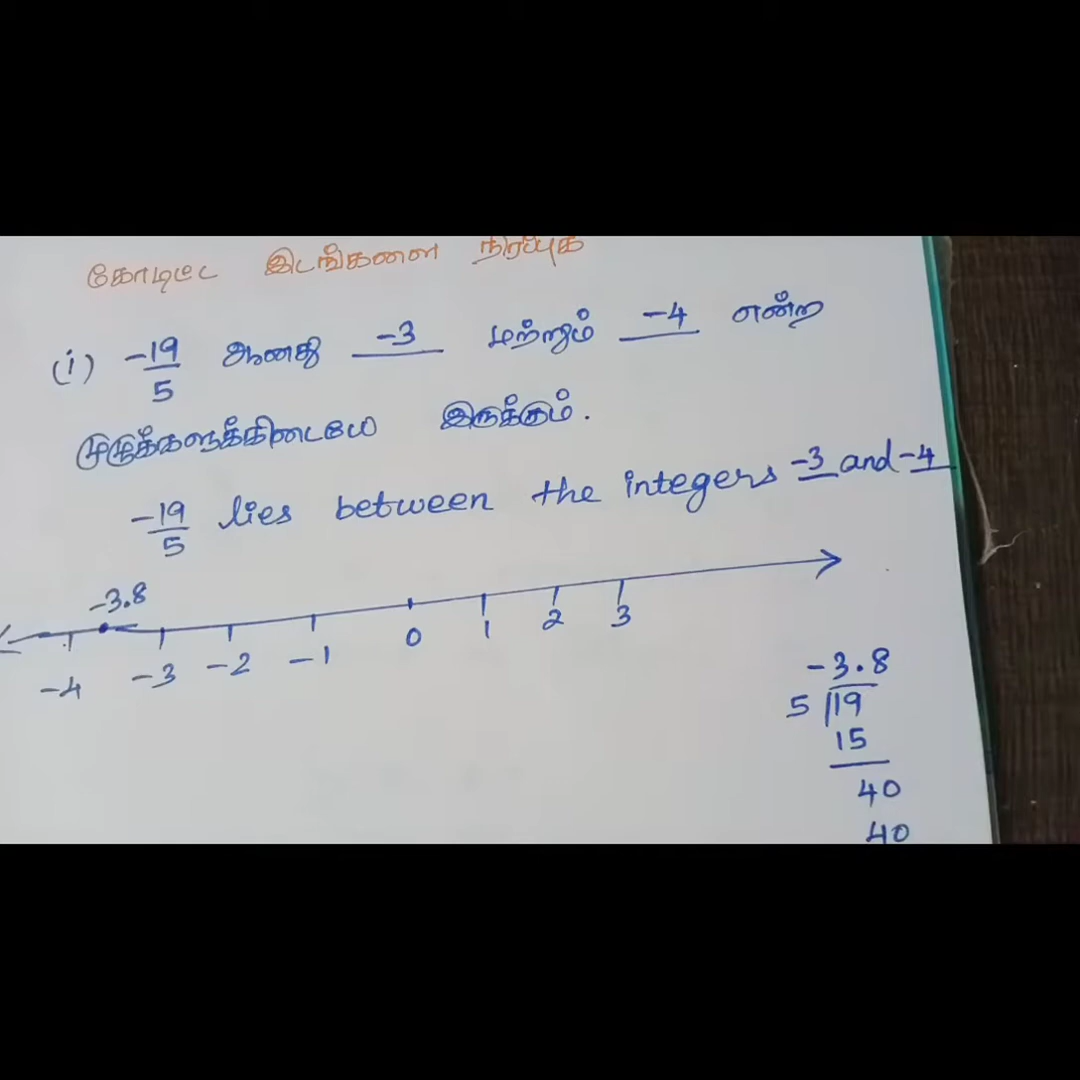 கோடிட்ட இடங்களை நிரப்புக
(i) -19/5 ஆனது -3 மற்றும் -4 என்ற
முழுக்களுக்கிடையே இருக்கும்.
-19/5 lies between the integers -3 and -4
-3.8
-4 -3 -2 -1 0 1 2 3
-3.8
5 19
15
40
40